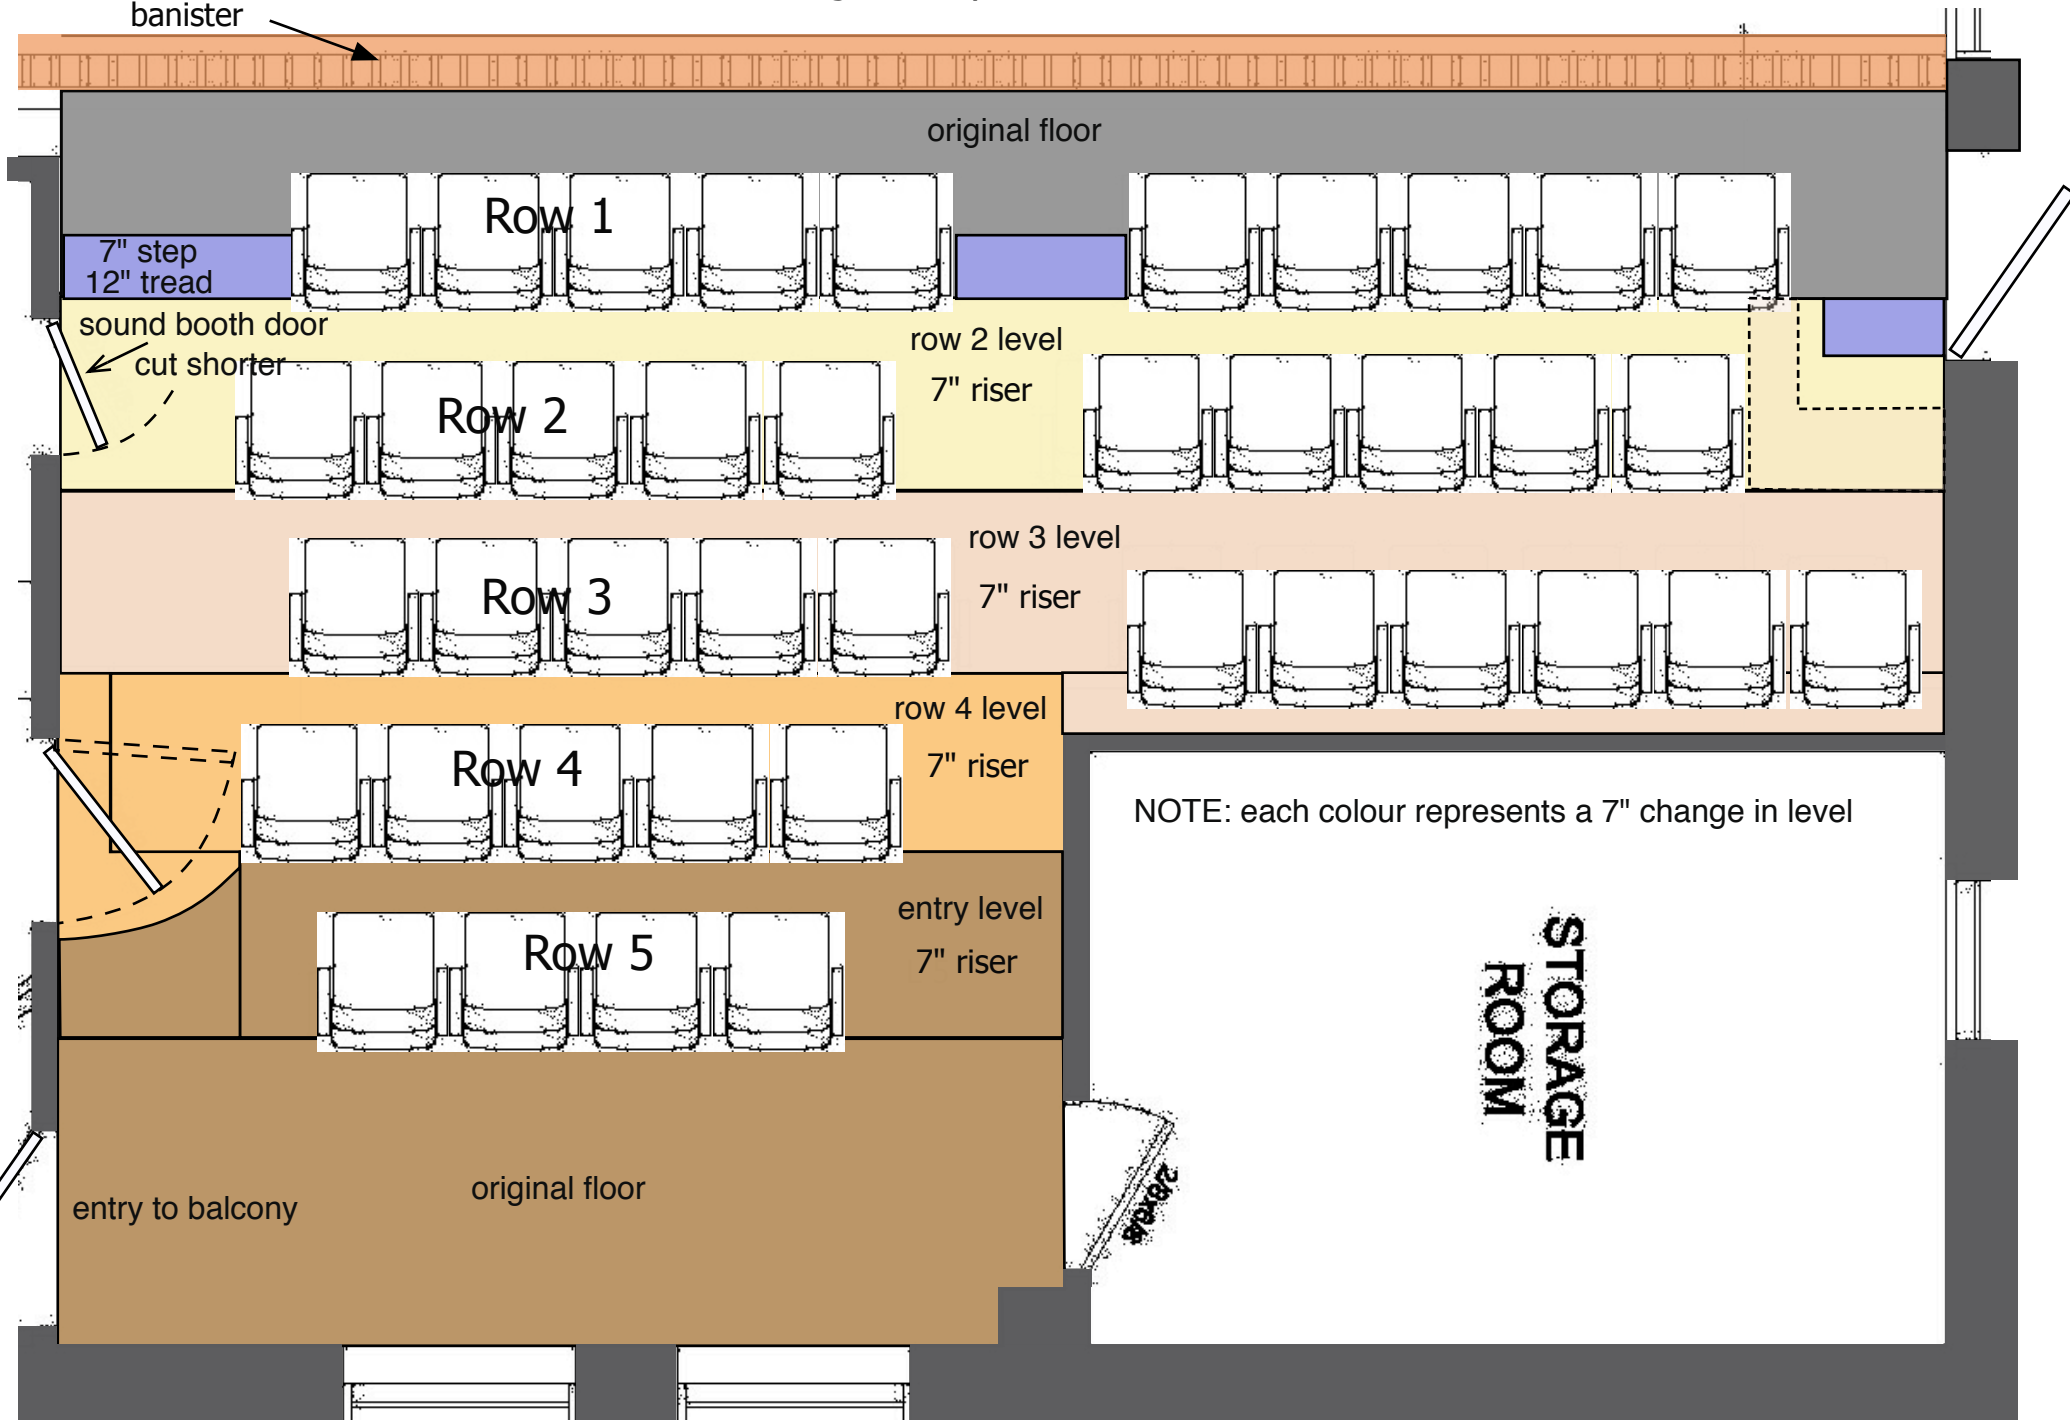 banister
original floor
Row 1
7" step
12" tread
sound booth door
cut shorter
row 2 level
7" riser
Row 2
row 3 level
7" riser
Row 3
row 4 level
7" riser
Row 4
NOTE: each colour represents a 7" change in level
entry level
7" riser
Row 5
STORAGE
ROOM
original floor
entry to balcony